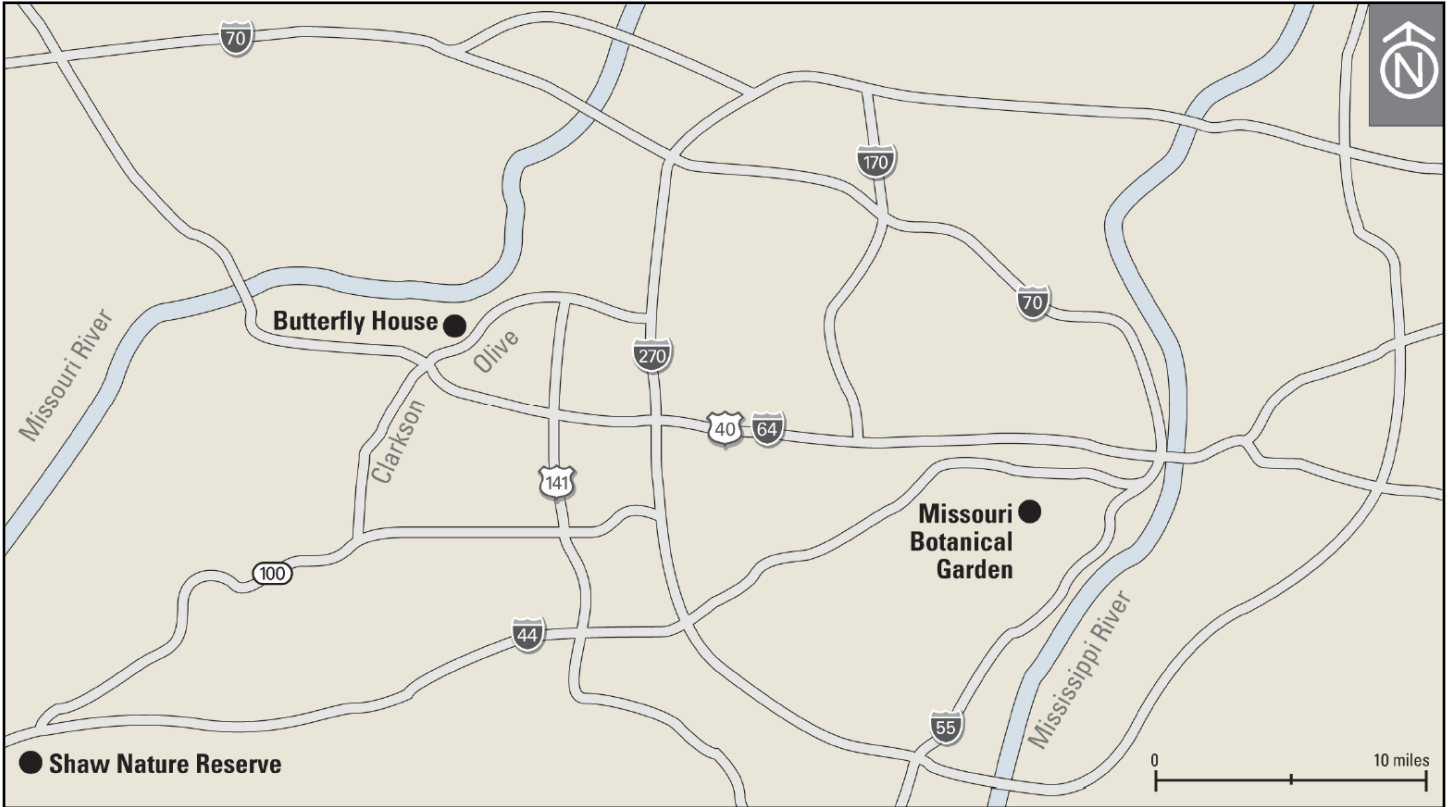 70
N
170
70
Butterfly House
Olive
270
Missouri River
Clarkson
40
64
141
Missouri
Botanical
Garden
100
44
Mississippi River
55
Shaw Nature Reserve
0
10 miles